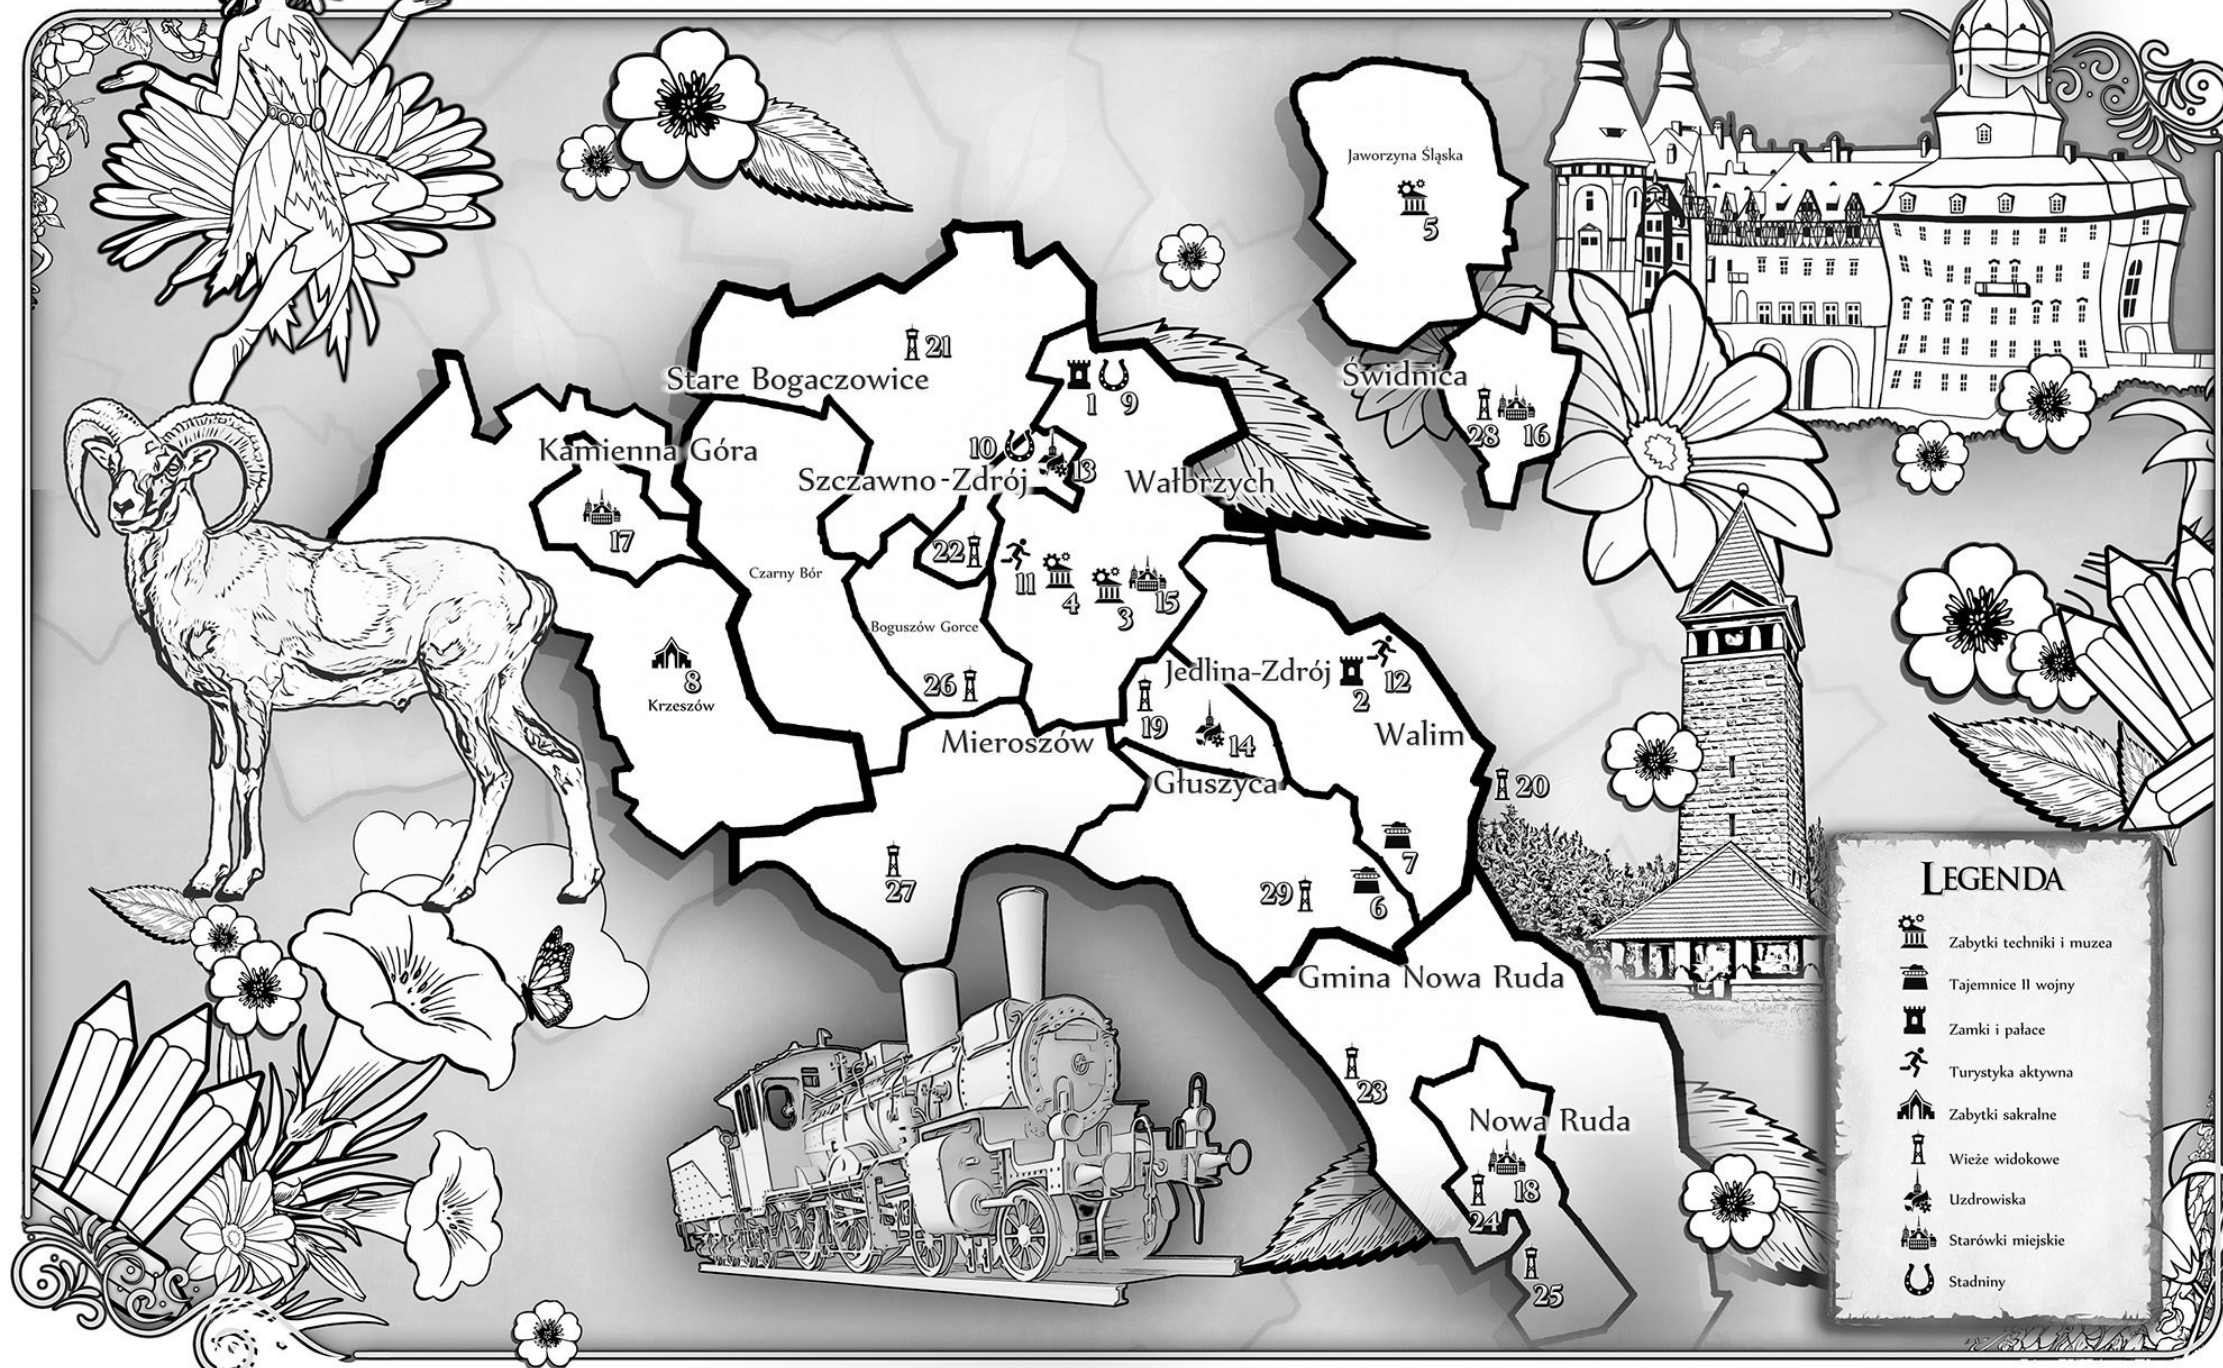 Jaworzyna Śląska
5
21
Stare Bogaczowice
1
9
Świdnica
28
16
Kamienna Góra
10
13
Szczawno-Zdrój
Wałbrzych
17
22
Czarny Bór
11
4
3
15
Boguszów Gorce
8
Krzeszów
26
Jedlina-Zdrój
2
12
19
14
Walim
Mieroszów
Głuszyca
20
27
7
29
6
Gmina Nowa Ruda
23
Nowa Ruda
18
24
25
LEGENDA
Zabytki techniki i muzea
Tajemnice II wojny
Zamki i pałace
Turystyka aktywna
Zabytki sakralne
Wieże widokowe
Uzdrowiska
Starówki miejskie
Stadniny